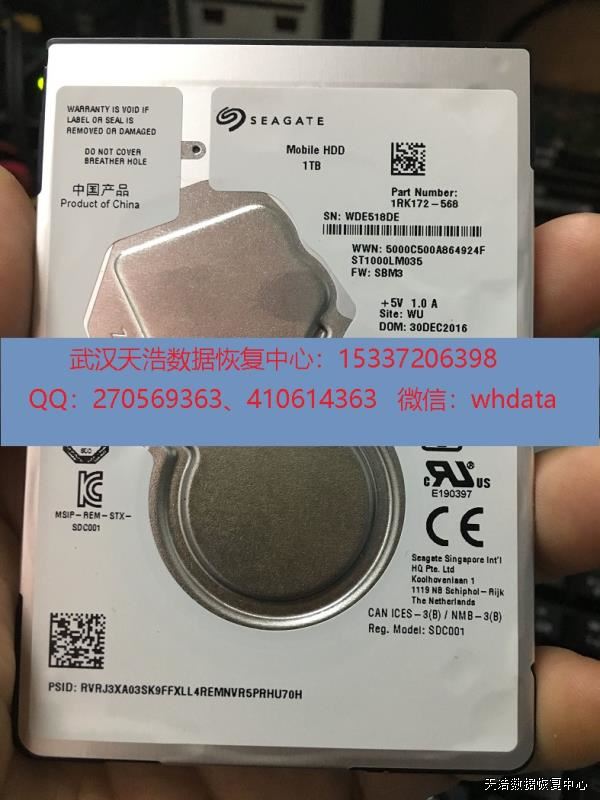 WARRANTY IS VOID IF
LABEL OR SEAL IS
REMOVED OR DAMAGED
DO NOT COVER
BREATHER HOLE
中国产品
Product of China
SEAGATE
Mobile HDD
1TB
Part Number:
1RK172-568
SN: WDE518DE
WWN: 5000C500A864924F
ST1000LM035
FW: SBM3
+5V 1.0 A
Site: WU
DOM: 30DEC2016
武汉天浩数据恢复中心：15337206398
QQ：270569363、410614363 微信：whdata
MSIP-REM-STX-
SDC001
c RU® US
E190397
CE
Seagate Singapore Int'l
HQ Pte. Ltd
Koolhovenlaan 1
1119 NB Schiphol-Rijk
The Netherlands
CAN ICES-3(B) / NMB-3(B)
Reg. Model: SDC001
PSID: RVRJ3XA03SK9FFXLL4REMNVR5PRHU70H
天浩数据恢复中心